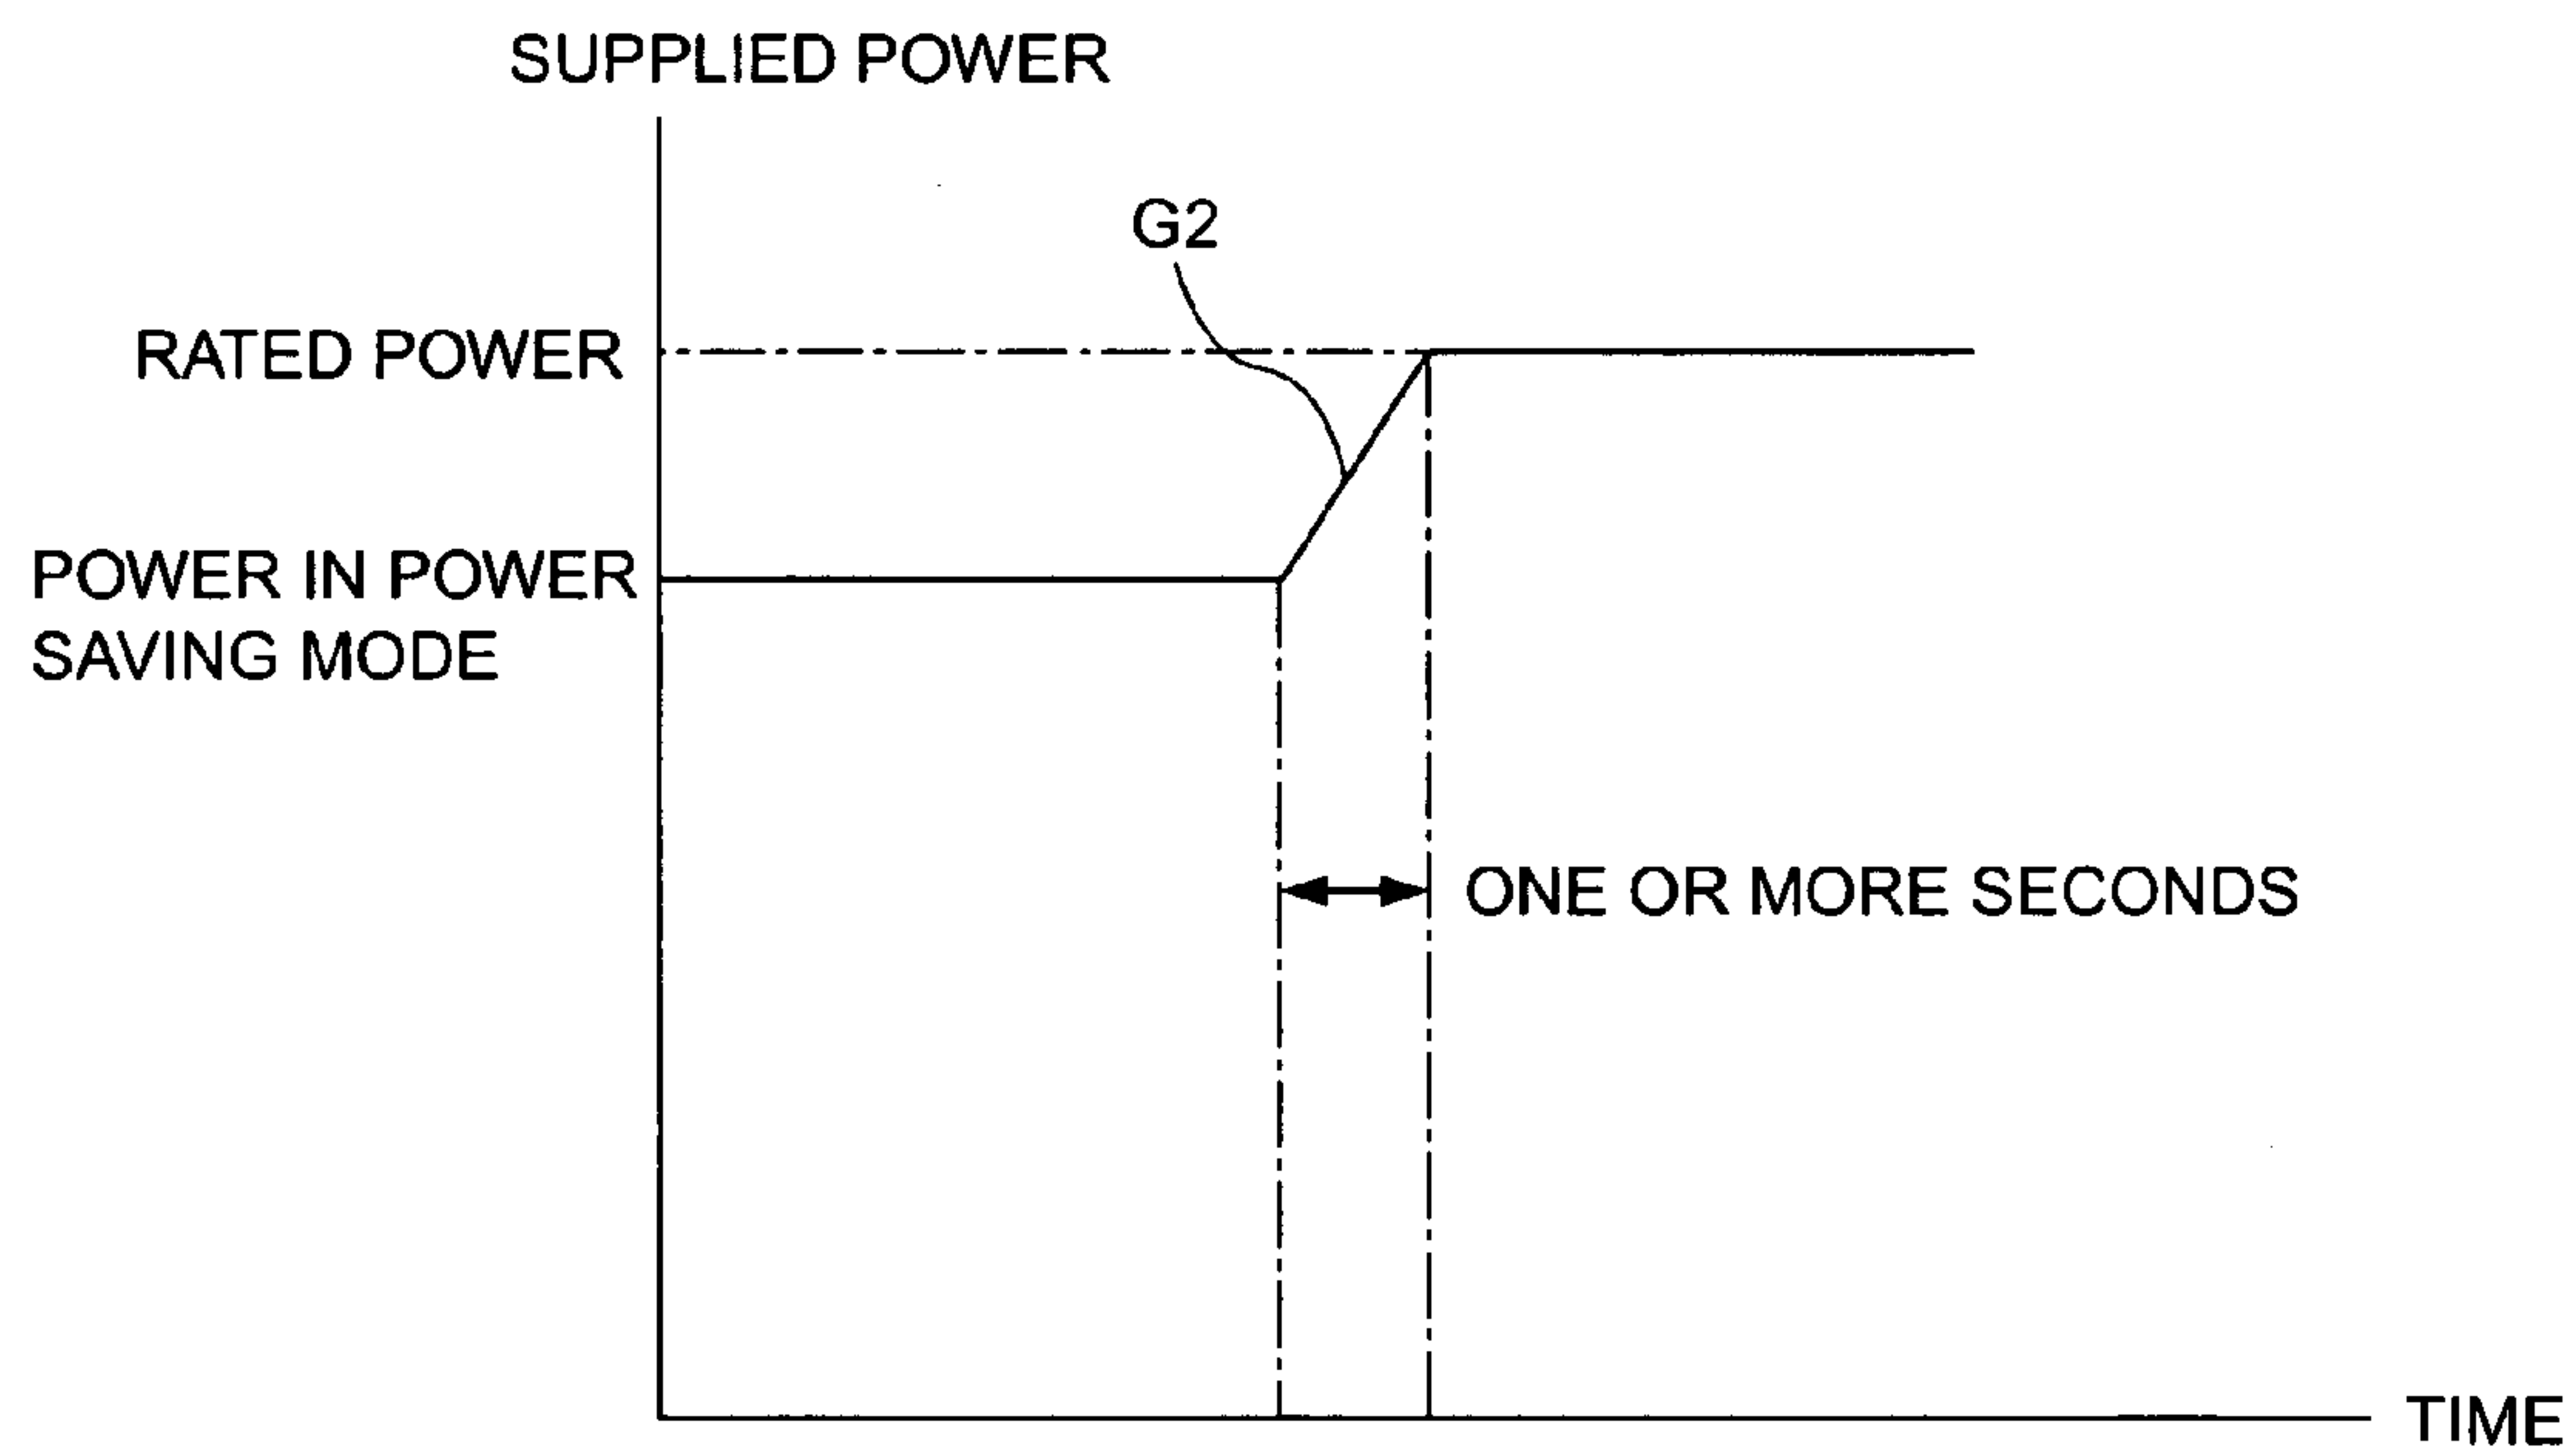 SUPPLIED POWER
G2
RATED POWER
POWER IN POWER
SAVING MODE
ONE OR MORE SECONDS
TIME